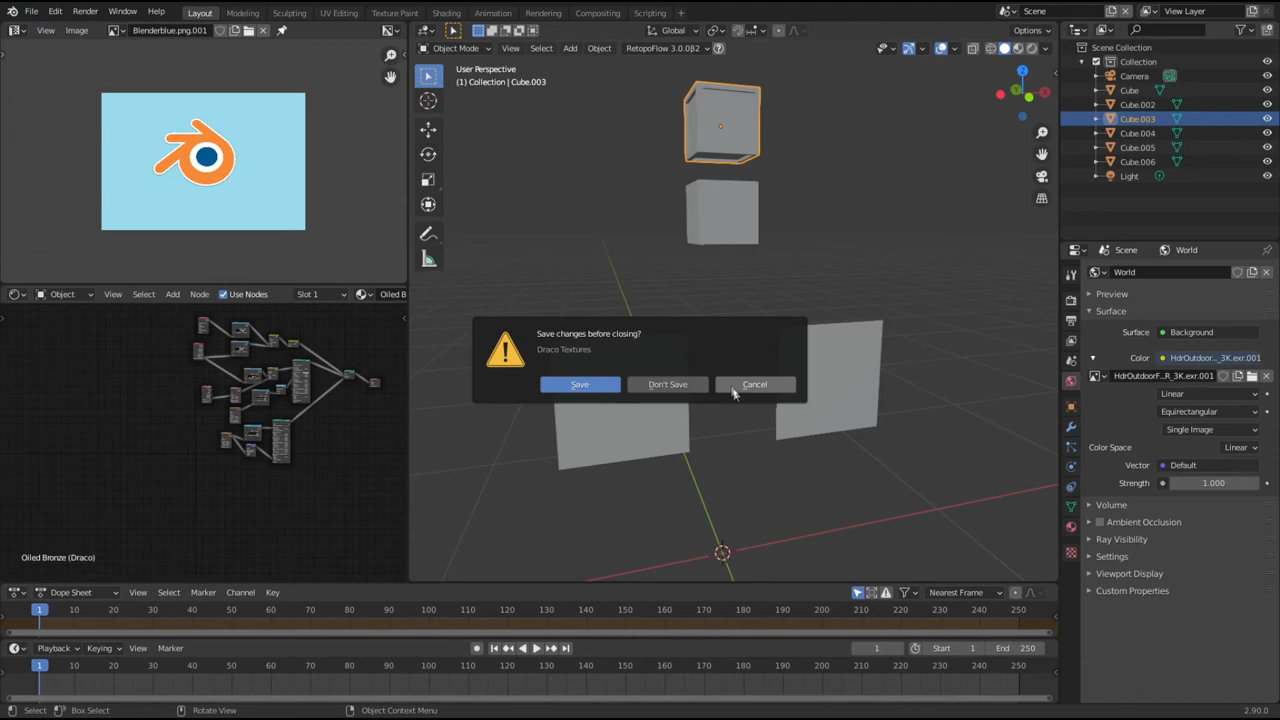 File Edit Render Window Help Layout Modeling Sculpting UV Editing Texture Paint Shading Animation Rendering Compositing Scripting + Scene View Layer
View Image Blenderblue.png.001 Global Options
Object Mode View Select Add Object RetopoFlow 3.0.0β2
User Perspective
(1) Collection | Cube.003
Scene Collection
Collection
Camera
Cube
Cube.002
Cube.003
Cube.004
Cube.005
Cube.006
Light
Scene World
World
Preview
Surface
Surface Background
Color HdrOutdoor..._3K.exr.001
HdrOutdoorF...R_3K.exr.001
Linear
Equirectangular
Single Image
Color Space Linear
Vector Default
Strength 1.000
Volume
Ambient Occlusion
Ray Visibility
Settings
Viewport Display
Custom Properties
Object View Select Add Node Use Nodes Slot 1 Oiled B
Oiled Bronze (Draco)
Save changes before closing?
Draco Textures
Save Don't Save Cancel
X
Y
Z
Dope Sheet View Select Marker Channel Key Nearest Frame
1 10 20 30 40 50 60 70 80 90 100 110 120 130 140 150 160 170 180 190 200 210 220 230 240 250
Playback Keying View Marker 1 Start 1 End 250
1 10 20 30 40 50 60 70 80 90 100 110 120 130 140 150 160 170 180 190 200 210 220 230 240 250
Select Box Select Rotate View Object Context Menu 2.90.0